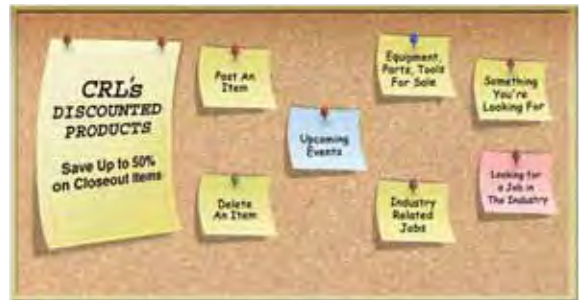 CRL's
DISCOUNTED
PRODUCTS
Save Up to 50%
on Closeout Items
Post An
Item
Delete
An Item
Upcoming
Events
Equipment,
Parts, Tools
For Sale
Industry
Related
Jobs
Something
You're
Looking For
Looking for
a Job in
The Industry